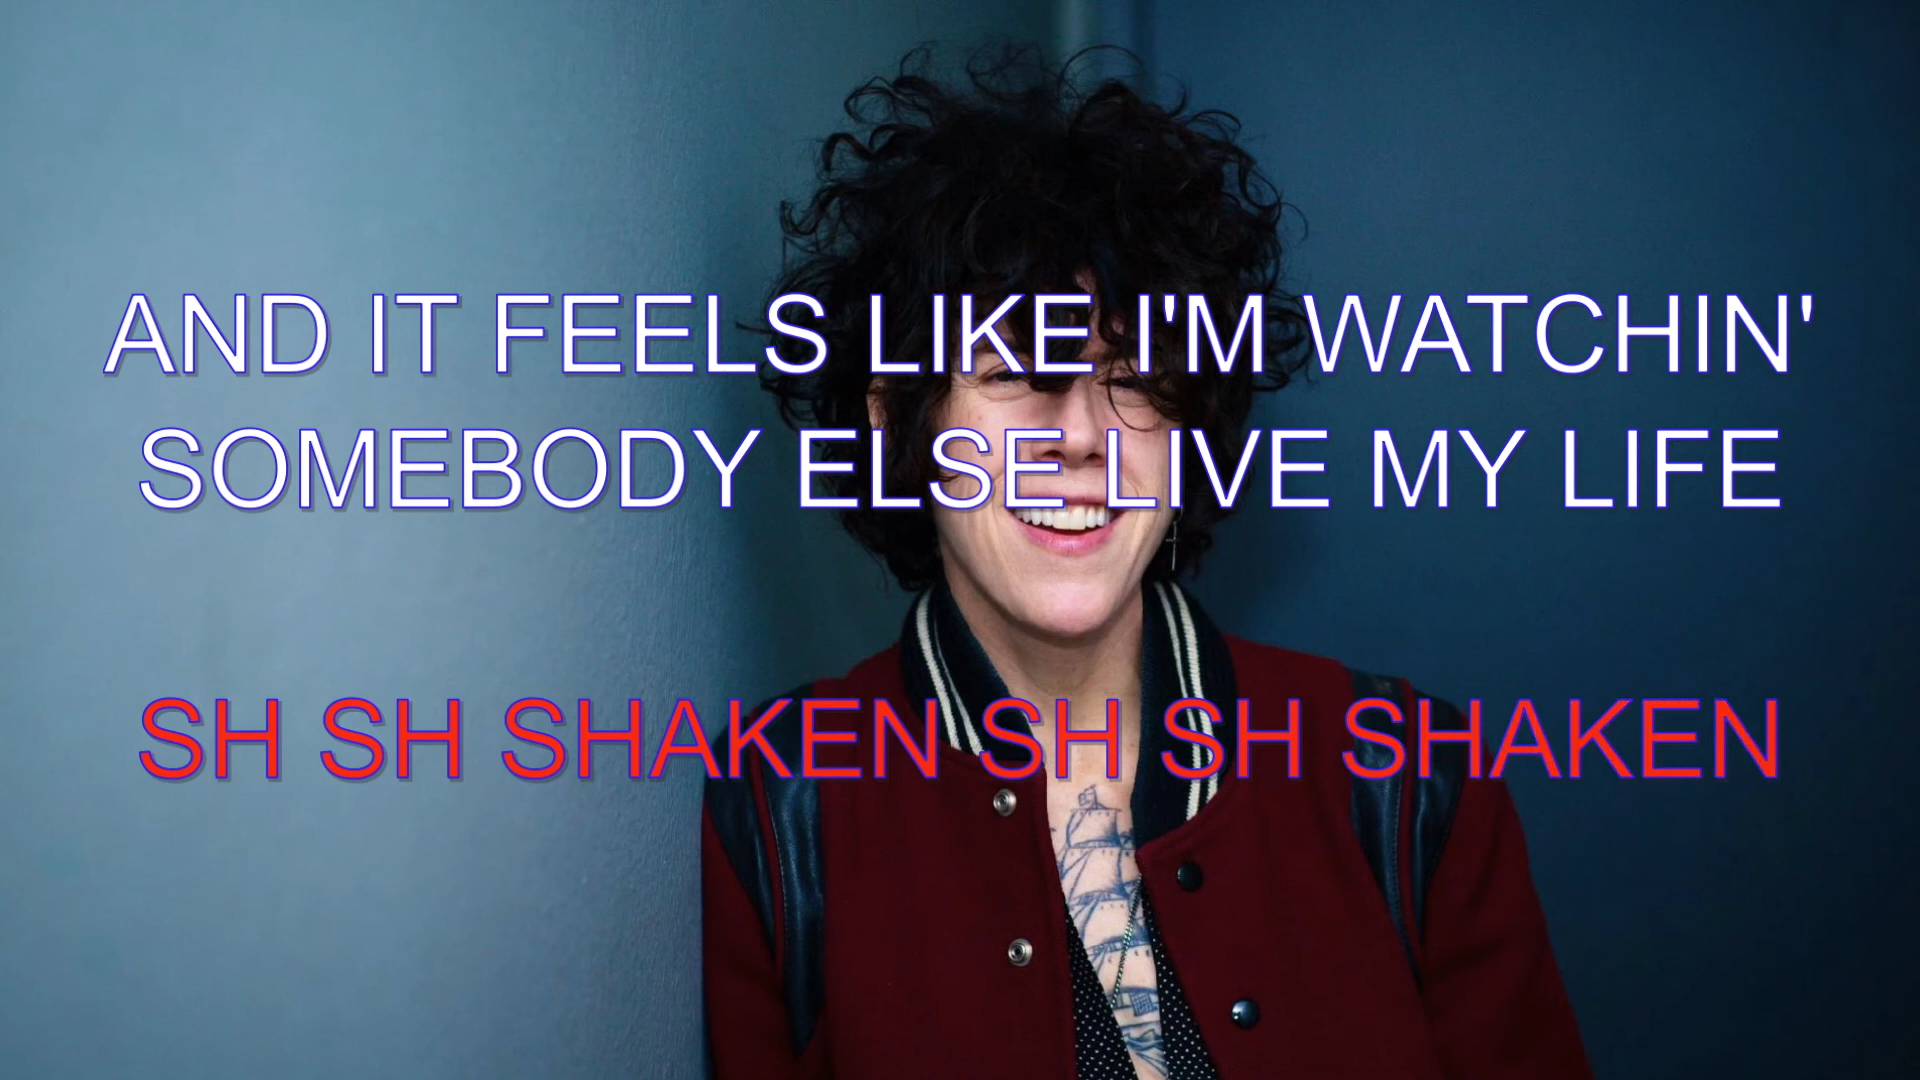 AND IT FEELS LIKE I'M WATCHIN'
SOMEBODY ELSE LIVE MY LIFE
SH SH SHAKEN SH SH SHAKEN